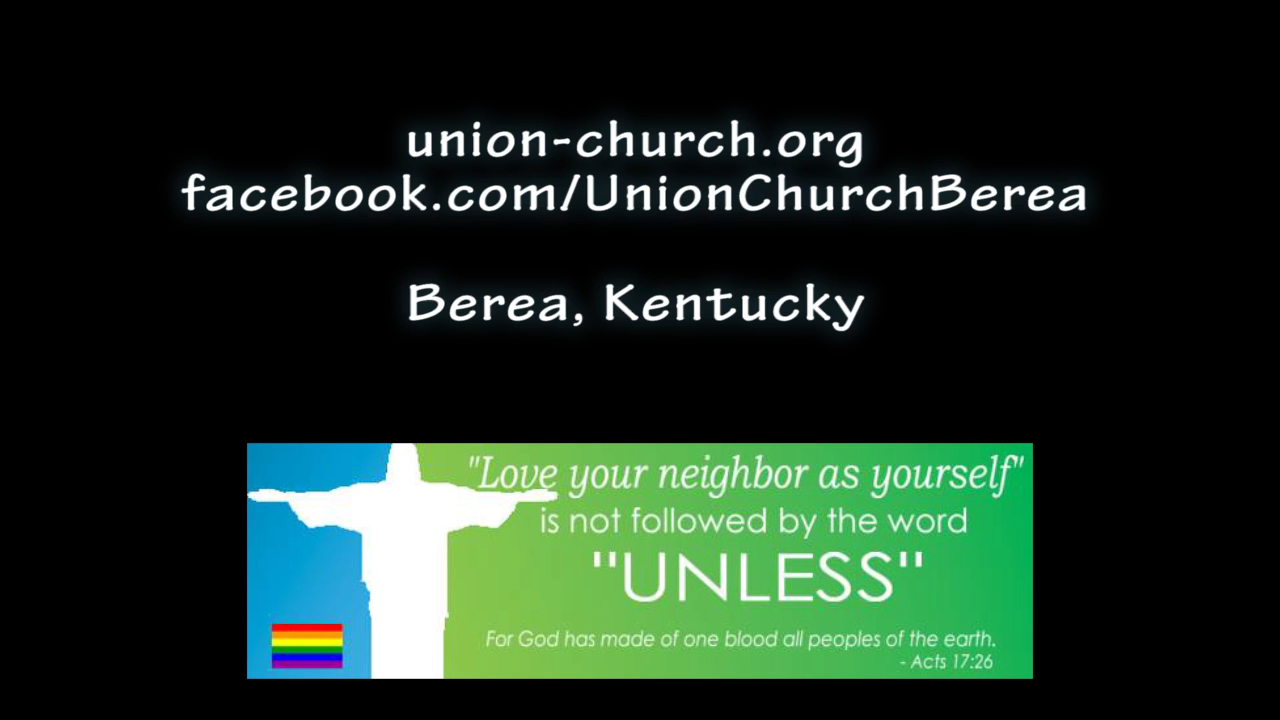 union-church.org
facebook.com/UnionChurchBerea
Berea, Kentucky
"Love your neighbor as yourself"
is not followed by the word
"UNLESS"
For God has made of one blood all peoples of the earth.
- Acts 17:26